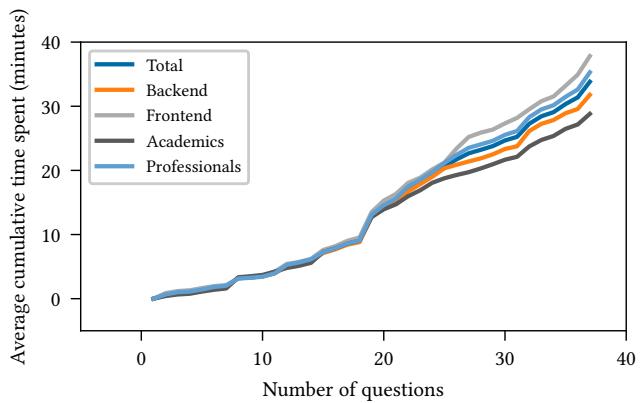 Average cumulative time spent (minutes)
40
30
20
10
0
Total
Backend
Frontend
Academics
Professionals
0 10 20 30 40
Number of questions